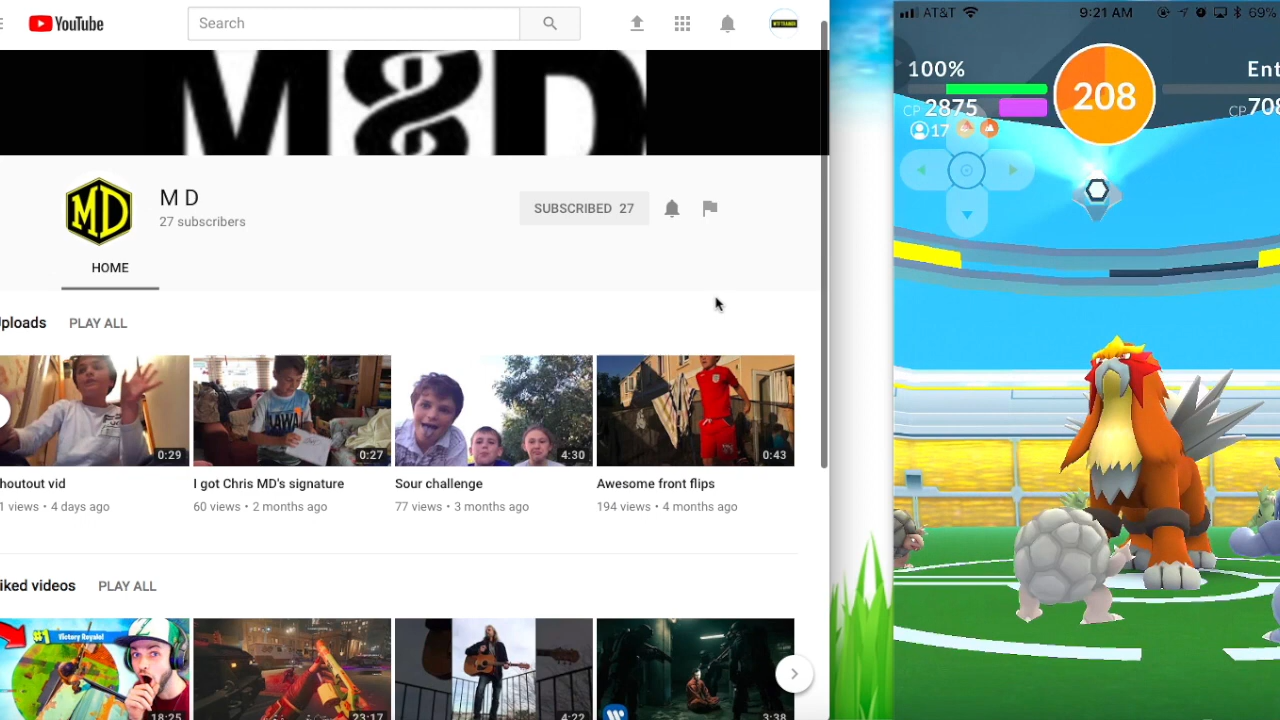 YouTube
Search
M&D
MD
M D
27 subscribers
SUBSCRIBED 27
HOME
ploads PLAY ALL
0:29
0:27
4:30
0:43
houtout vid
I got Chris MD's signature
Sour challenge
Awesome front flips
1 views • 4 days ago
60 views • 2 months ago
77 views • 3 months ago
194 views • 4 months ago
iked videos PLAY ALL
#1 Victory Royale!
18:25
23:17
4:22
3:38
AT&T 9:21 AM 69%
100% 208 Ent
CP 2875 CP 708
17